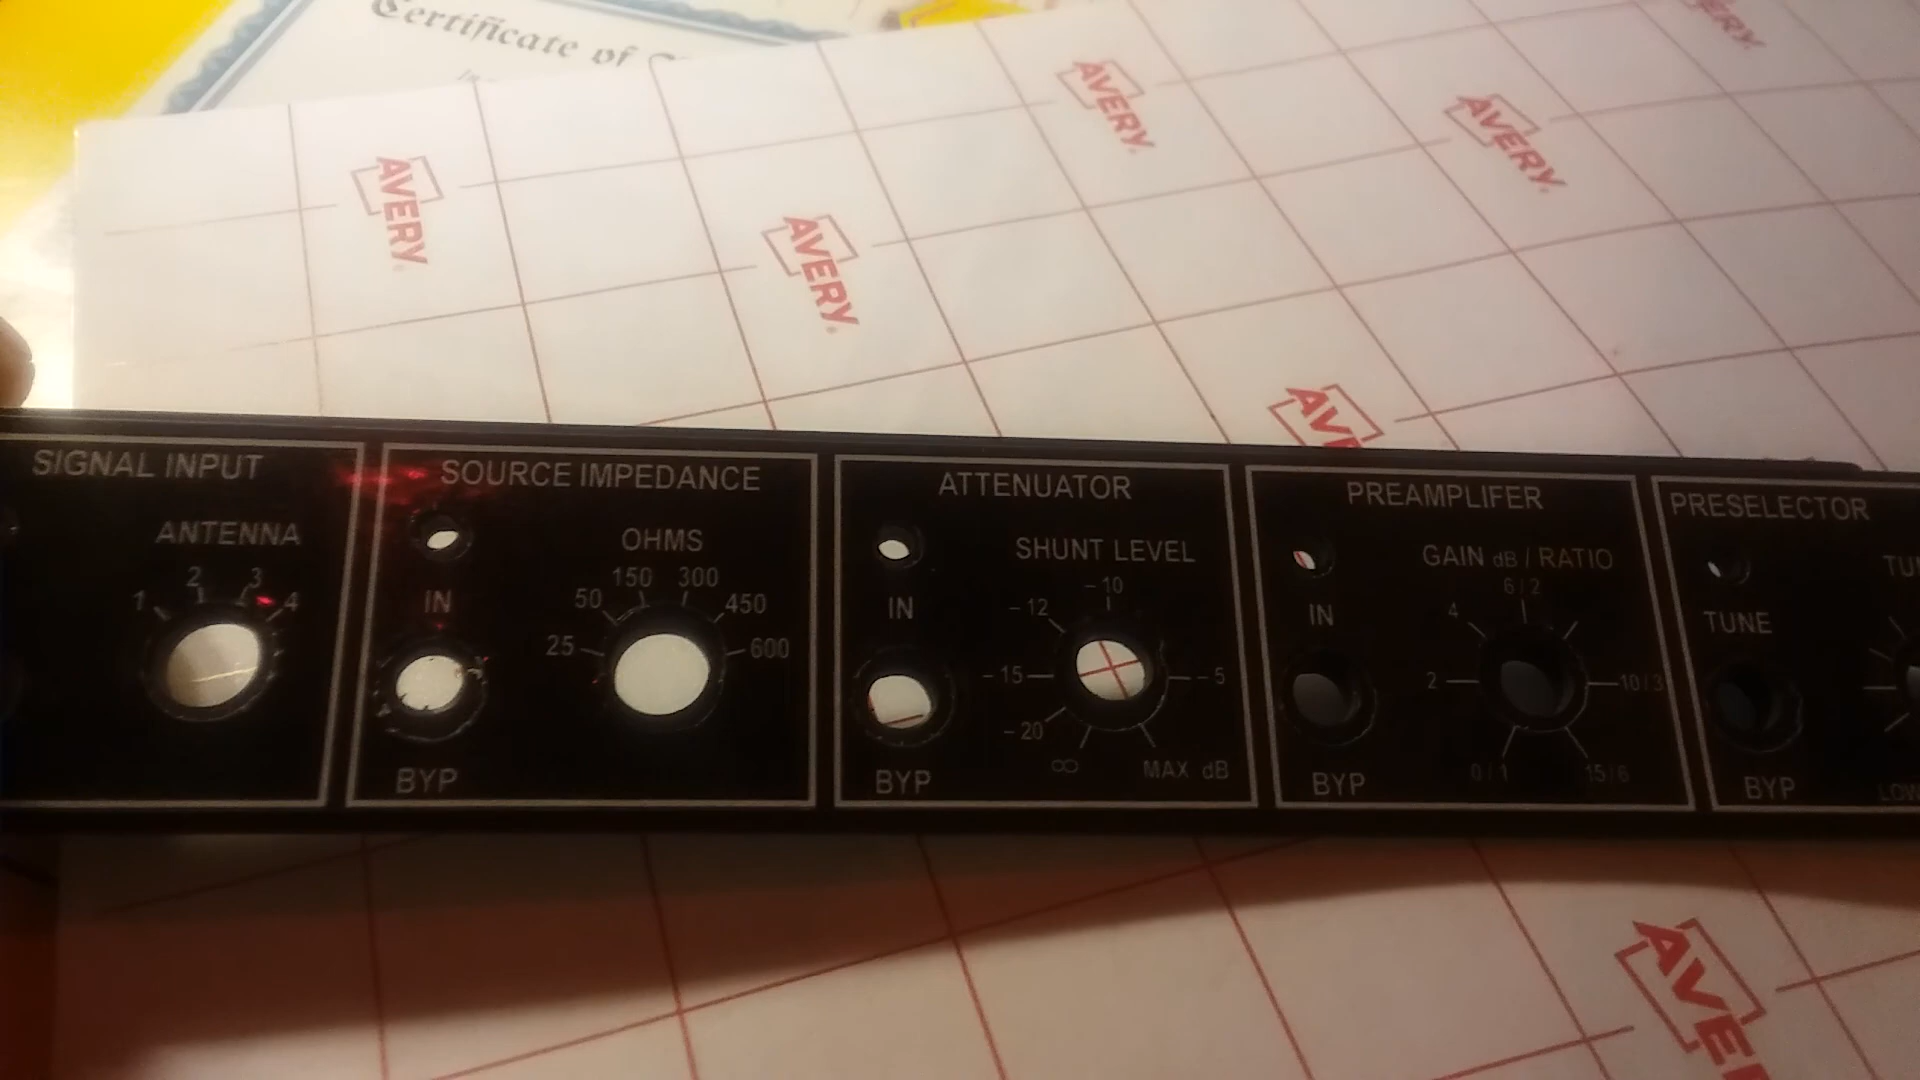 Certificate of
AVERY
AVERY
AVERY
AVERY
SIGNAL INPUT
ANTENNA
1 2 3 4
SOURCE IMPEDANCE
OHMS
25 50 150 300 450 600
IN
BYP
ATTENUATOR
SHUNT LEVEL
IN
BYP
∞ -20 -15 -12 -10 -5 MAX dB
PREAMPLIFER
GAIN dB / RATIO
IN
BYP
0/1 2 4 6/2 10/3 15/6
PRESELECTOR
TUNE
BYP
LOW